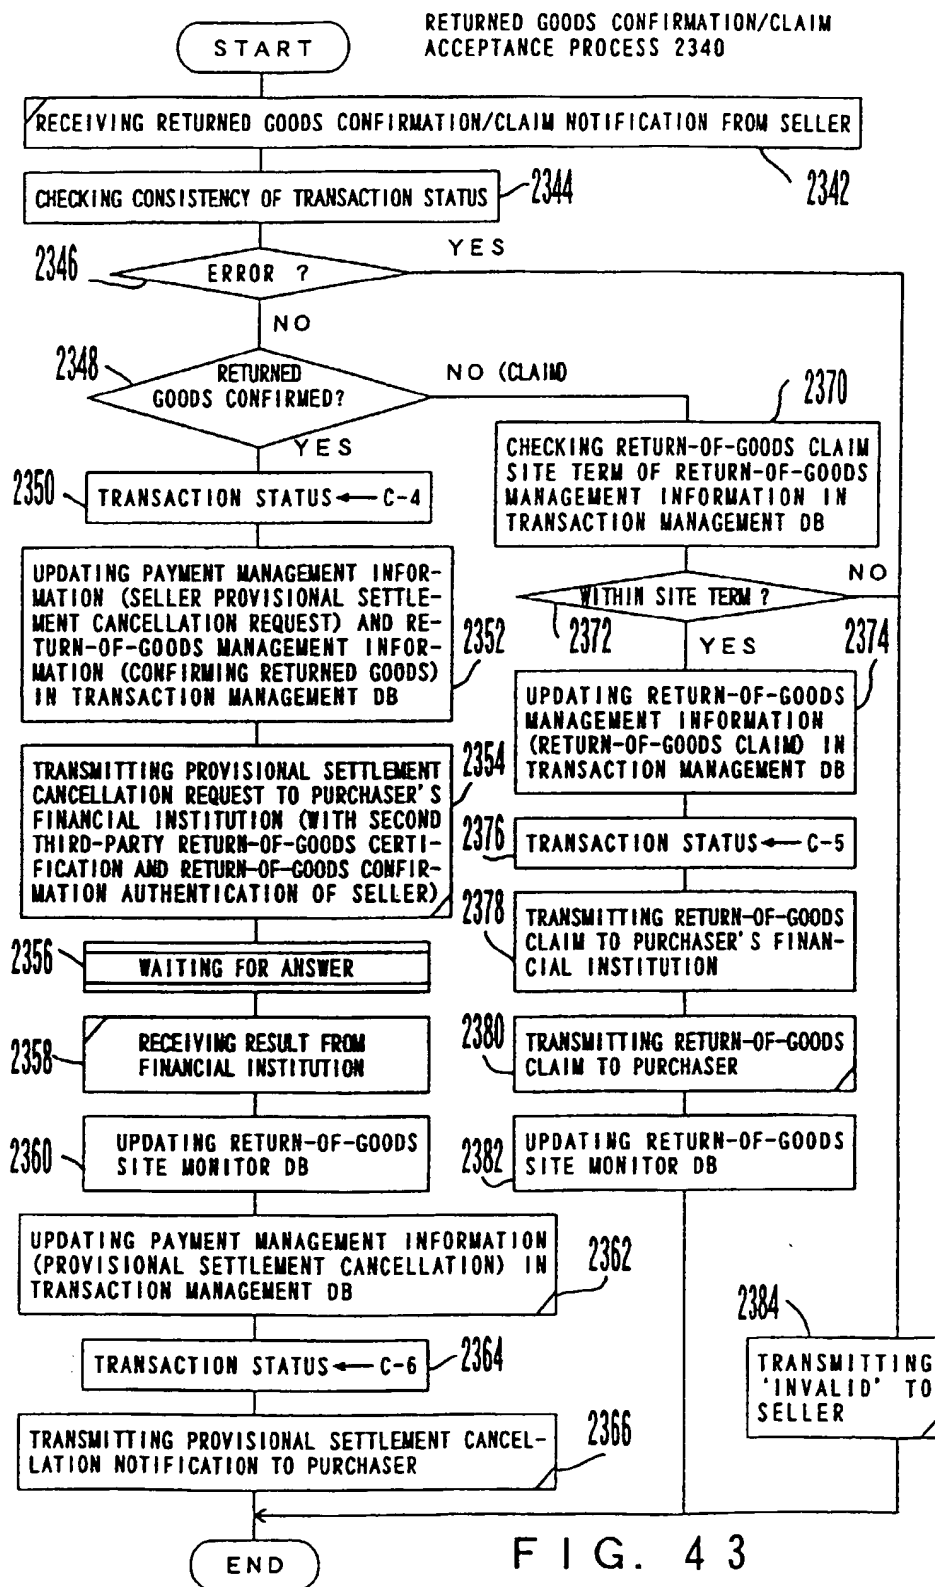 RETURNED GOODS CONFIRMATION/CLAIM
ACCEPTANCE PROCESS 2340
START
RECEIVING RETURNED GOODS CONFIRMATION/CLAIM NOTIFICATION FROM SELLER
2342
CHECKING CONSISTENCY OF TRANSACTION STATUS
2344
2346
ERROR ?
YES
NO
2348
RETURNED
GOODS CONFIRMED?
NO (CLAIM)
YES
2350
TRANSACTION STATUS ← C-4
UPDATING PAYMENT MANAGEMENT INFOR-
MATION (SELLER PROVISIONAL SETTLE-
MENT CANCELLATION REQUEST) AND RE-
TURN-OF-GOODS MANAGEMENT INFOR-
MATION (CONFIRMING RETURNED GOODS)
IN TRANSACTION MANAGEMENT DB
2352
TRANSMITTING PROVISIONAL SETTLEMENT
CANCELLATION REQUEST TO PURCHASER'S
FINANCIAL INSTITUTION (WITH SECOND
THIRD-PARTY RETURN-OF-GOODS CERTI-
FICATION AND RETURN-OF-GOODS CONFIR-
MATION AUTHENTICATION OF SELLER)
2354
2356
WAITING FOR ANSWER
2358
RECEIVING RESULT FROM
FINANCIAL INSTITUTION
2360
UPDATING RETURN-OF-GOODS
SITE MONITOR DB
UPDATING PAYMENT MANAGEMENT INFORMATION
(PROVISIONAL SETTLEMENT CANCELLATION) IN
TRANSACTION MANAGEMENT DB
2362
TRANSACTION STATUS ← C-6
2364
TRANSMITTING PROVISIONAL SETTLEMENT CANCEL-
LATION NOTIFICATION TO PURCHASER
2366
END
2370
CHECKING RETURN-OF-GOODS CLAIM
SITE TERM OF RETURN-OF-GOODS
MANAGEMENT INFORMATION IN
TRANSACTION MANAGEMENT DB
WITHIN SITE TERM ?
NO
2372
YES
2374
UPDATING RETURN-OF-GOODS
MANAGEMENT INFORMATION
(RETURN-OF-GOODS CLAIM) IN
TRANSACTION MANAGEMENT DB
2376
TRANSACTION STATUS ← C-5
2378
TRANSMITTING RETURN-OF-GOODS
CLAIM TO PURCHASER'S FINAN-
CIAL INSTITUTION
2380
TRANSMITTING RETURN-OF-GOODS
CLAIM TO PURCHASER
2382
UPDATING RETURN-OF-GOODS
SITE MONITOR DB
2384
TRANSMITTING
'INVALID' TO
SELLER
FIG. 43